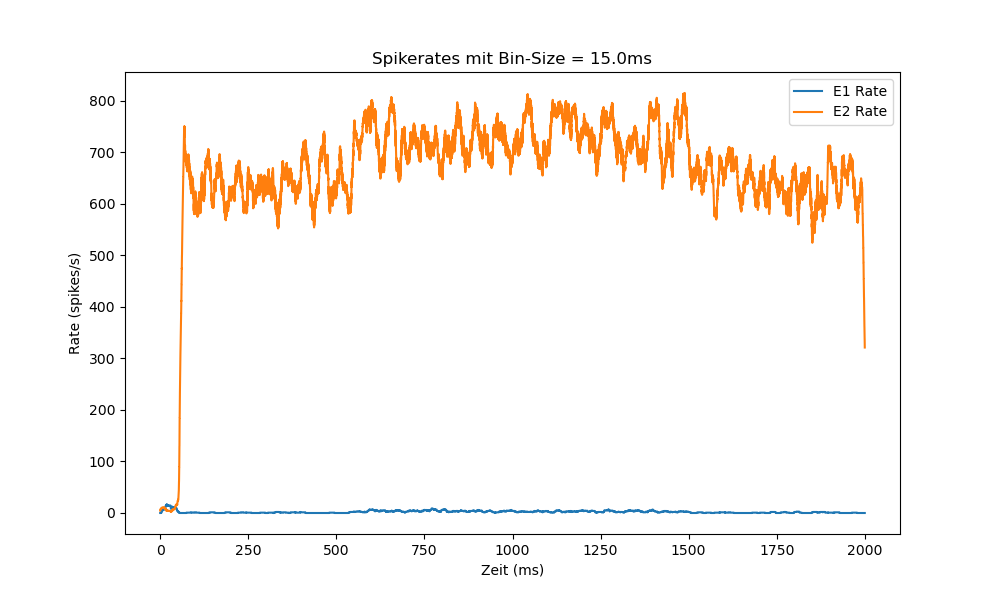 Spikerates mit Bin-Size = 15.0ms
E1 Rate
E2 Rate
800
700
600
500
400
300
200
100
0
Rate (spikes/s)
0 250 500 750 1000 1250 1500 1750 2000
Zeit (ms)